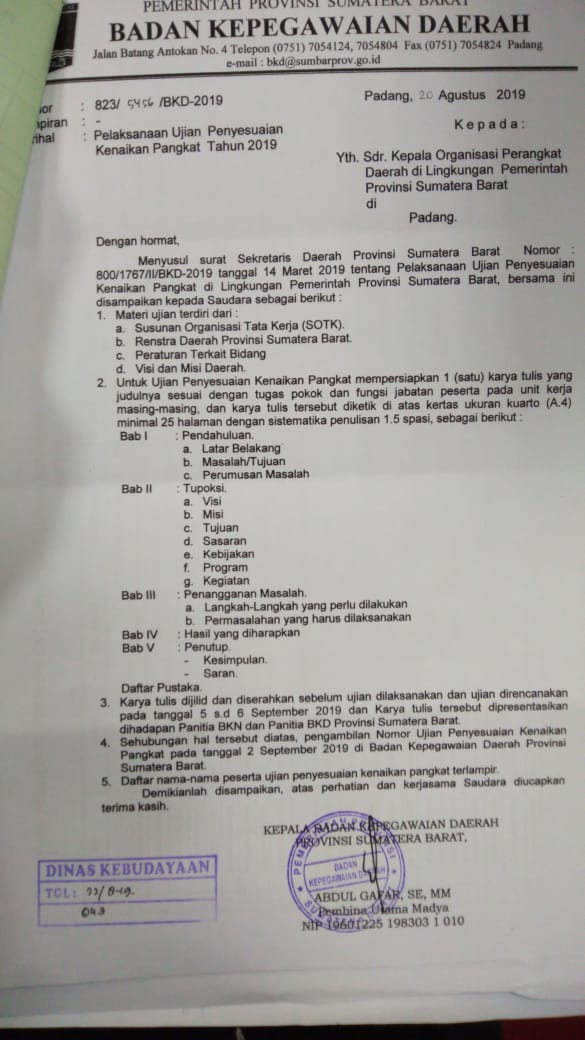 PEMERINTAH PROVINSI SUMATERA BARAT
BADAN KEPEGAWAIAN DAERAH
Jalan Batang Antokan No. 4 Telepon (0751) 7054124, 7054804 Fax (0751) 7054824 Padang
e-mail : bkd@sumbarprov.go.id
Padang, 20 Agustus 2019
or : 823/ 5456 /BKD-2019
piran : -
rihal : Pelaksanaan Ujian Penyesuaian
Kenaikan Pangkat Tahun 2019
Kepada :
Yth. Sdr. Kepala Organisasi Perangkat
Daerah di Lingkungan Pemerintah
Provinsi Sumatera Barat
di
Padang.
Dengan hormat,
Menyusul surat Sekretaris Daerah Provinsi Sumatera Barat Nomor :
800/1767/II/BKD-2019 tanggal 14 Maret 2019 tentang Pelaksanaan Ujian Penyesuaian
Kenaikan Pangkat di Lingkungan Pemerintah Provinsi Sumatera Barat, bersama ini
disampaikan kepada Saudara sebagai berikut :
1. Materi ujian terdiri dari :
a. Susunan Organisasi Tata Kerja (SOTK).
b. Renstra Daerah Provinsi Sumatera Barat.
c. Peraturan Terkait Bidang
d. Visi dan Misi Daerah.
2. Untuk Ujian Penyesuaian Kenaikan Pangkat mempersiapkan 1 (satu) karya tulis yang
judulnya sesuai dengan tugas pokok dan fungsi jabatan peserta pada unit kerja
masing-masing, dan karya tulis tersebut diketik di atas kertas ukuran kuarto (A.4)
minimal 25 halaman dengan sistematika penulisan 1.5 spasi, sebagai berikut :
Bab I : Pendahuluan.
a. Latar Belakang
b. Masalah/Tujuan
c. Perumusan Masalah
Bab II : Tupoksi.
a. Visi
b. Misi
c. Tujuan
d. Sasaran
e. Kebijakan
f. Program
g. Kegiatan
Bab III : Penangganan Masalah.
a. Langkah-Langkah yang perlu dilakukan
b. Permasalahan yang harus dilaksanakan
Bab IV : Hasil yang diharapkan
Bab V : Penutup.
- Kesimpulan.
- Saran.
Daftar Pustaka.
3. Karya tulis dijilid dan diserahkan sebelum ujian dilaksanakan dan ujian direncanakan
pada tanggal 5 s.d 6 September 2019 dan Karya tulis tersebut dipresentasikan
dihadapan Panitia BKN dan Panitia BKD Provinsi Sumatera Barat.
4. Sehubungan hal tersebut diatas, pengambilan Nomor Ujian Penyesuaian Kenaikan
Pangkat pada tanggal 2 September 2019 di Badan Kepegawaian Daerah Provinsi
Sumatera Barat.
5. Daftar nama-nama peserta ujian penyesuaian kenaikan pangkat terlampir.
Demikianlah disampaikan, atas perhatian dan kerjasama Saudara diucapkan
terima kasih.
KEPALA BADAN KEPEGAWAIAN DAERAH
PROVINSI SUMATERA BARAT,
PEMERINTAH PROVINSI
BADAN
KEPEGAWAIAN DAERAH
SUMATERA
ABDUL GAFAR, SE, MM
Pembina Utama Madya
NIP 19601225 198303 1 010
DINAS KEBUDAYAAN
TGL :
043